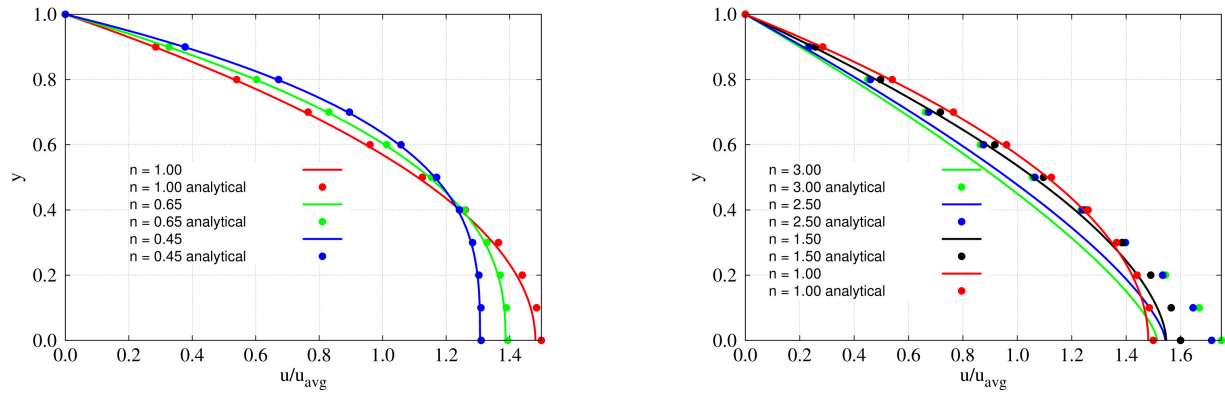 1.0
0.8
0.6
0.4
0.2
0.0
y
n = 1.00
n = 1.00 analytical
n = 0.65
n = 0.65 analytical
n = 0.45
n = 0.45 analytical
0.0 0.2 0.4 0.6 0.8 1.0 1.2 1.4
u/u_avg
1.0
0.8
0.6
0.4
0.2
0.0
y
n = 3.00
n = 3.00 analytical
n = 2.50
n = 2.50 analytical
n = 1.50
n = 1.50 analytical
n = 1.00
n = 1.00 analytical
0.0 0.2 0.4 0.6 0.8 1.0 1.2 1.4 1.6
u/u_avg